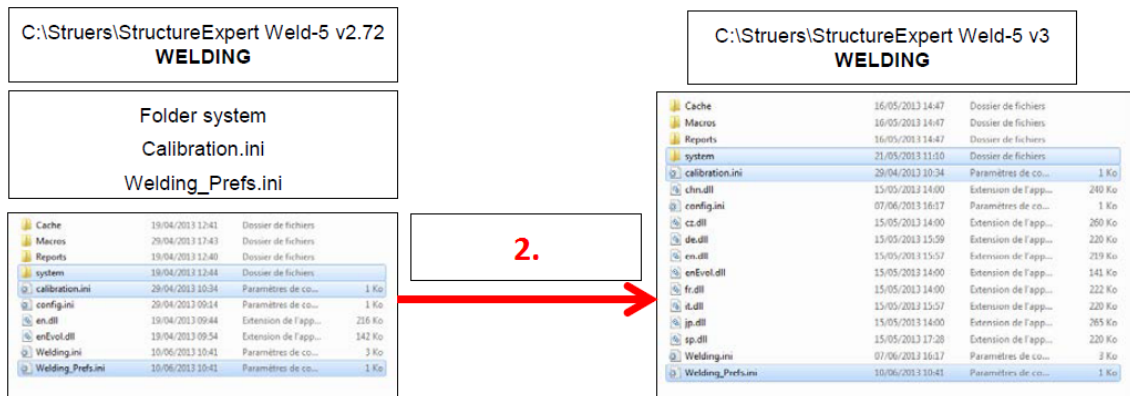 C:\Struers\StructureExpert Weld-5 v2.72
WELDING
Folder system
Calibration.ini
Welding_Prefs.ini
Cache 19/04/2013 12:41 Dossier de fichiers
Macros 29/04/2013 17:43 Dossier de fichiers
Reports 19/04/2013 12:40 Dossier de fichiers
system 19/04/2013 12:44 Dossier de fichiers
calibration.ini 29/04/2013 10:34 Paramètres de co... 1 Ko
config.ini 29/04/2013 09:14 Paramètres de co... 1 Ko
en.dll 19/04/2013 09:44 Extension de l'app... 216 Ko
enEvol.dll 19/04/2013 09:54 Extension de l'app... 142 Ko
Welding.ini 10/06/2013 10:41 Paramètres de co... 3 Ko
Welding_Prefs.ini 10/06/2013 10:41 Paramètres de co... 1 Ko
2.
C:\Struers\StructureExpert Weld-5 v3
WELDING
Cache 16/05/2013 14:47 Dossier de fichiers
Macros 16/05/2013 14:47 Dossier de fichiers
Reports 16/05/2013 14:47 Dossier de fichiers
system 21/05/2013 11:10 Dossier de fichiers
calibration.ini 29/04/2013 10:34 Paramètres de co... 1 Ko
chn.dll 15/05/2013 14:00 Extension de l'app... 240 Ko
config.ini 07/06/2013 16:17 Paramètres de co... 1 Ko
cz.dll 15/05/2013 14:00 Extension de l'app... 260 Ko
de.dll 15/05/2013 15:59 Extension de l'app... 220 Ko
en.dll 15/05/2013 15:57 Extension de l'app... 219 Ko
enEvol.dll 15/05/2013 14:00 Extension de l'app... 141 Ko
fr.dll 15/05/2013 14:00 Extension de l'app... 222 Ko
it.dll 15/05/2013 15:57 Extension de l'app... 220 Ko
jp.dll 15/05/2013 14:00 Extension de l'app... 265 Ko
sp.dll 15/05/2013 17:28 Extension de l'app... 220 Ko
Welding.ini 07/06/2013 16:17 Paramètres de co... 3 Ko
Welding_Prefs.ini 10/06/2013 10:41 Paramètres de co... 1 Ko